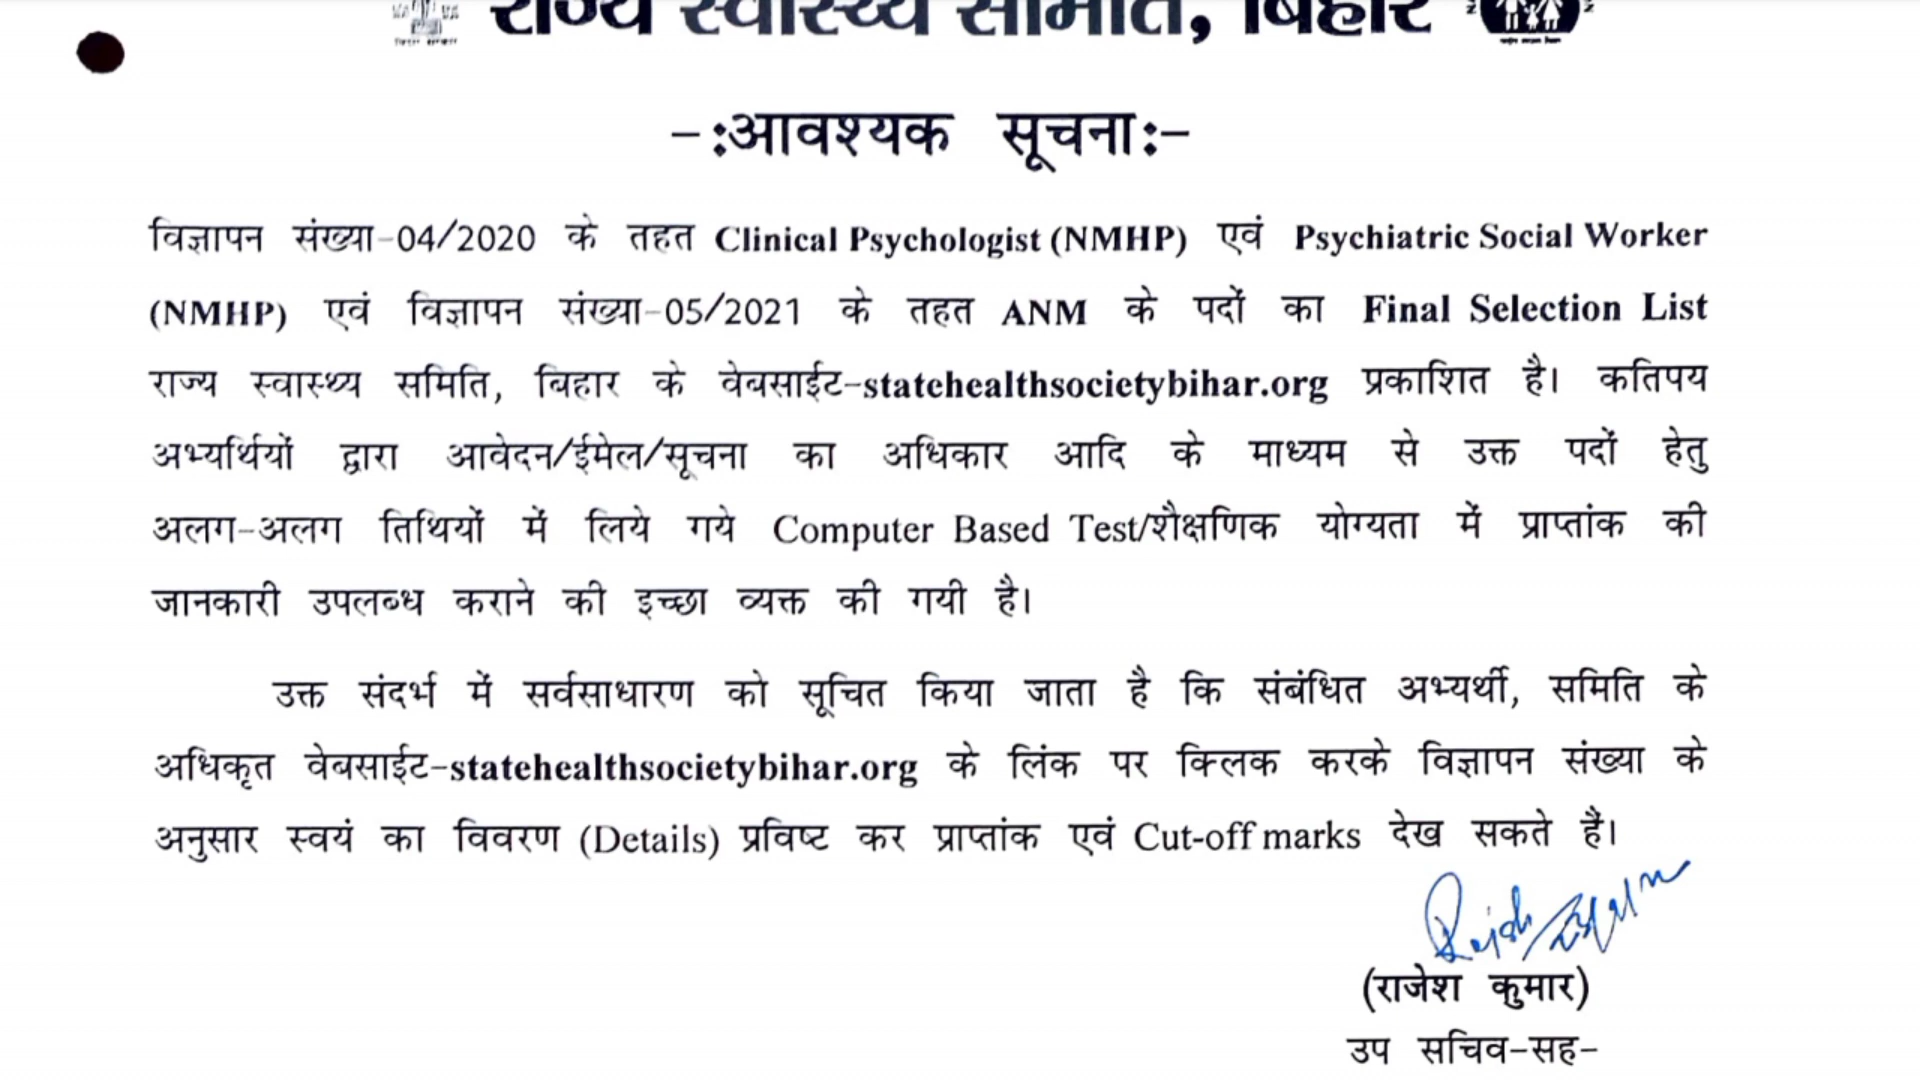 राज्य स्वास्थ्य समिति, बिहार
-:आवश्यक सूचना:-
विज्ञापन संख्या-04/2020 के तहत Clinical Psychologist (NMHP) एवं Psychiatric Social Worker
(NMHP) एवं विज्ञापन संख्या-05/2021 के तहत ANM के पदों का Final Selection List
राज्य स्वास्थ्य समिति, बिहार के वेबसाईट-statehealthsocietybihar.org प्रकाशित है। कतिपय
अभ्यर्थियों द्वारा आवेदन/ईमेल/सूचना का अधिकार आदि के माध्यम से उक्त पदों हेतु
अलग-अलग तिथियों में लिये गये Computer Based Test/शैक्षणिक योग्यता में प्राप्तांक की
जानकारी उपलब्ध कराने की इच्छा व्यक्त की गयी है।
उक्त संदर्भ में सर्वसाधारण को सूचित किया जाता है कि संबंधित अभ्यर्थी, समिति के
अधिकृत वेबसाईट-statehealthsocietybihar.org के लिंक पर क्लिक करके विज्ञापन संख्या के
अनुसार स्वयं का विवरण (Details) प्रविष्ट कर प्राप्तांक एवं Cut-off marks देख सकते है।
(राजेश कुमार)
उप सचिव-सह-